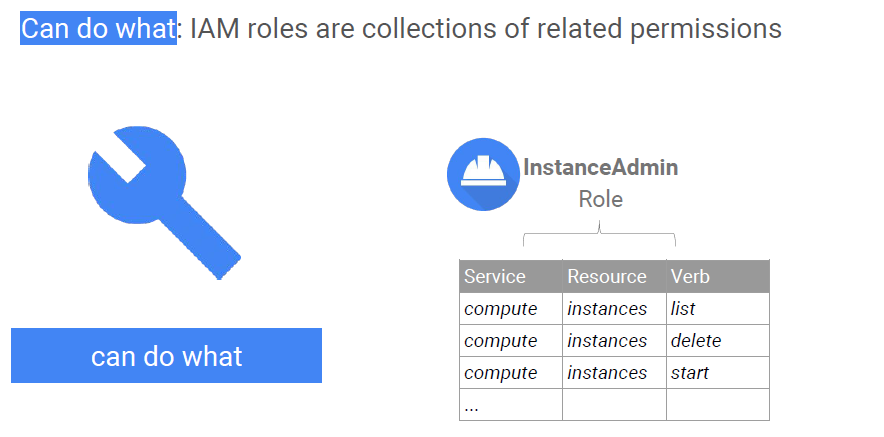 Can do what: IAM roles are collections of related permissions
InstanceAdmin
Role
Service Resource Verb
compute instances list
compute instances delete
compute instances start
...
can do what